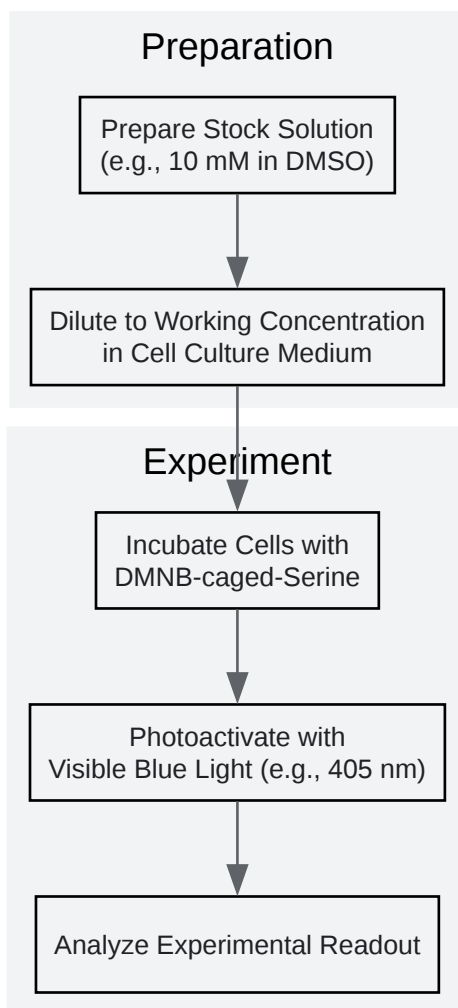 Preparation
Prepare Stock Solution
(e.g., 10 mM in DMSO)
Dilute to Working Concentration
in Cell Culture Medium
Experiment
Incubate Cells with
DMNB-caged-Serine
Photoactivate with
Visible Blue Light (e.g., 405 nm)
Analyze Experimental Readout